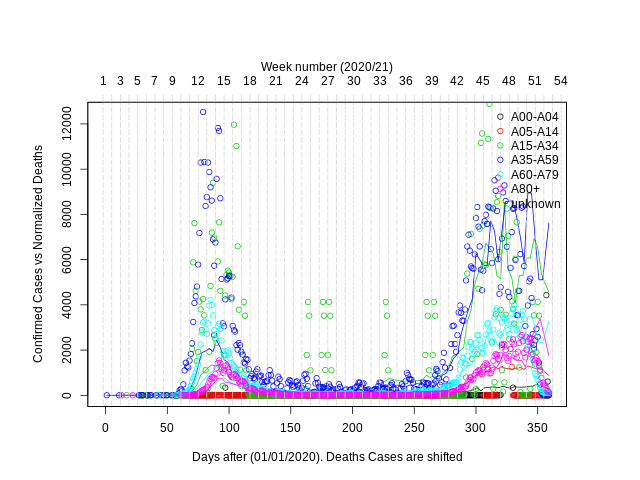 Week number (2020/21)
1 3 5 7 9 12 15 18 21 24 27 30 33 36 39 42 45 48 51 54
Confirmed Cases vs Normalized Deaths
12000
10000
8000
6000
4000
2000
0
A00-A04
A05-A14
A15-A34
A35-A59
A60-A79
A80+
unknown
0 50 100 150 200 250 300 350
Days after (01/01/2020). Deaths Cases are shifted